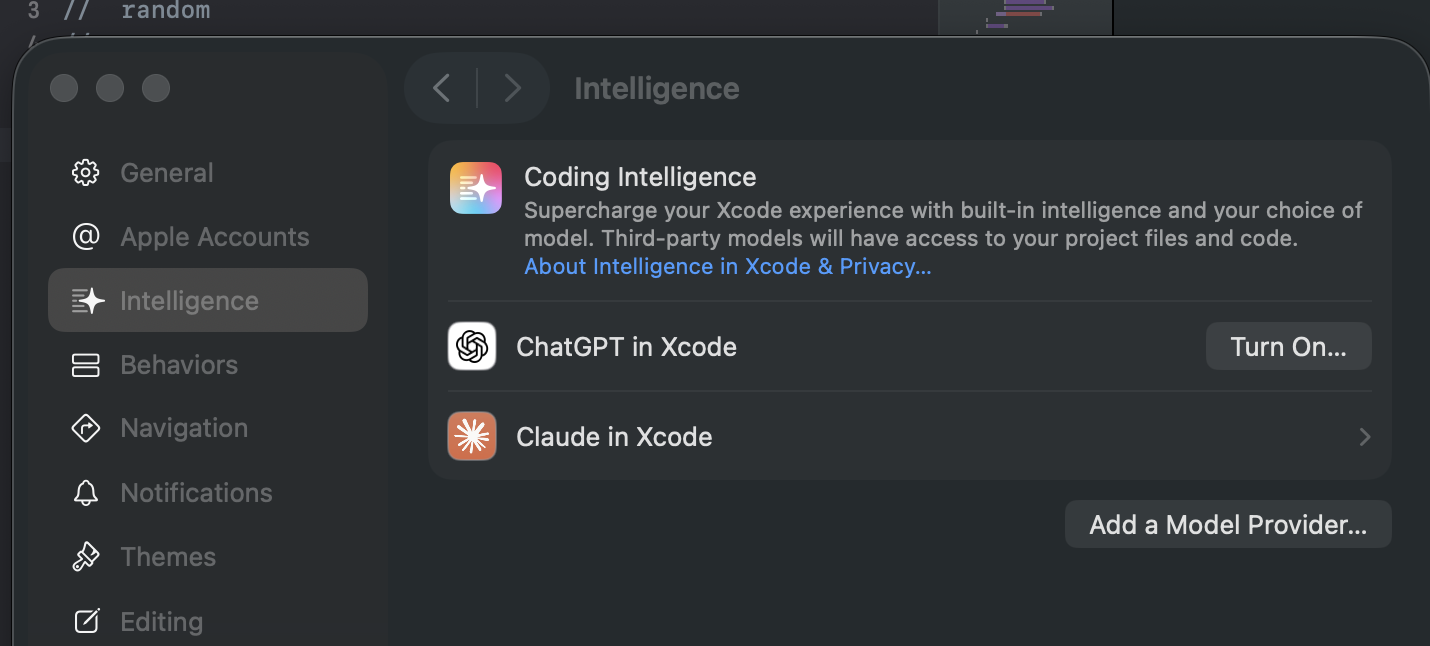 3 // random
Intelligence
General
Apple Accounts
Intelligence
Behaviors
Navigation
Notifications
Themes
Editing
Coding Intelligence
Supercharge your Xcode experience with built-in intelligence and your choice of
model. Third-party models will have access to your project files and code.
About Intelligence in Xcode & Privacy...
ChatGPT in Xcode
Turn On...
Claude in Xcode
Add a Model Provider...